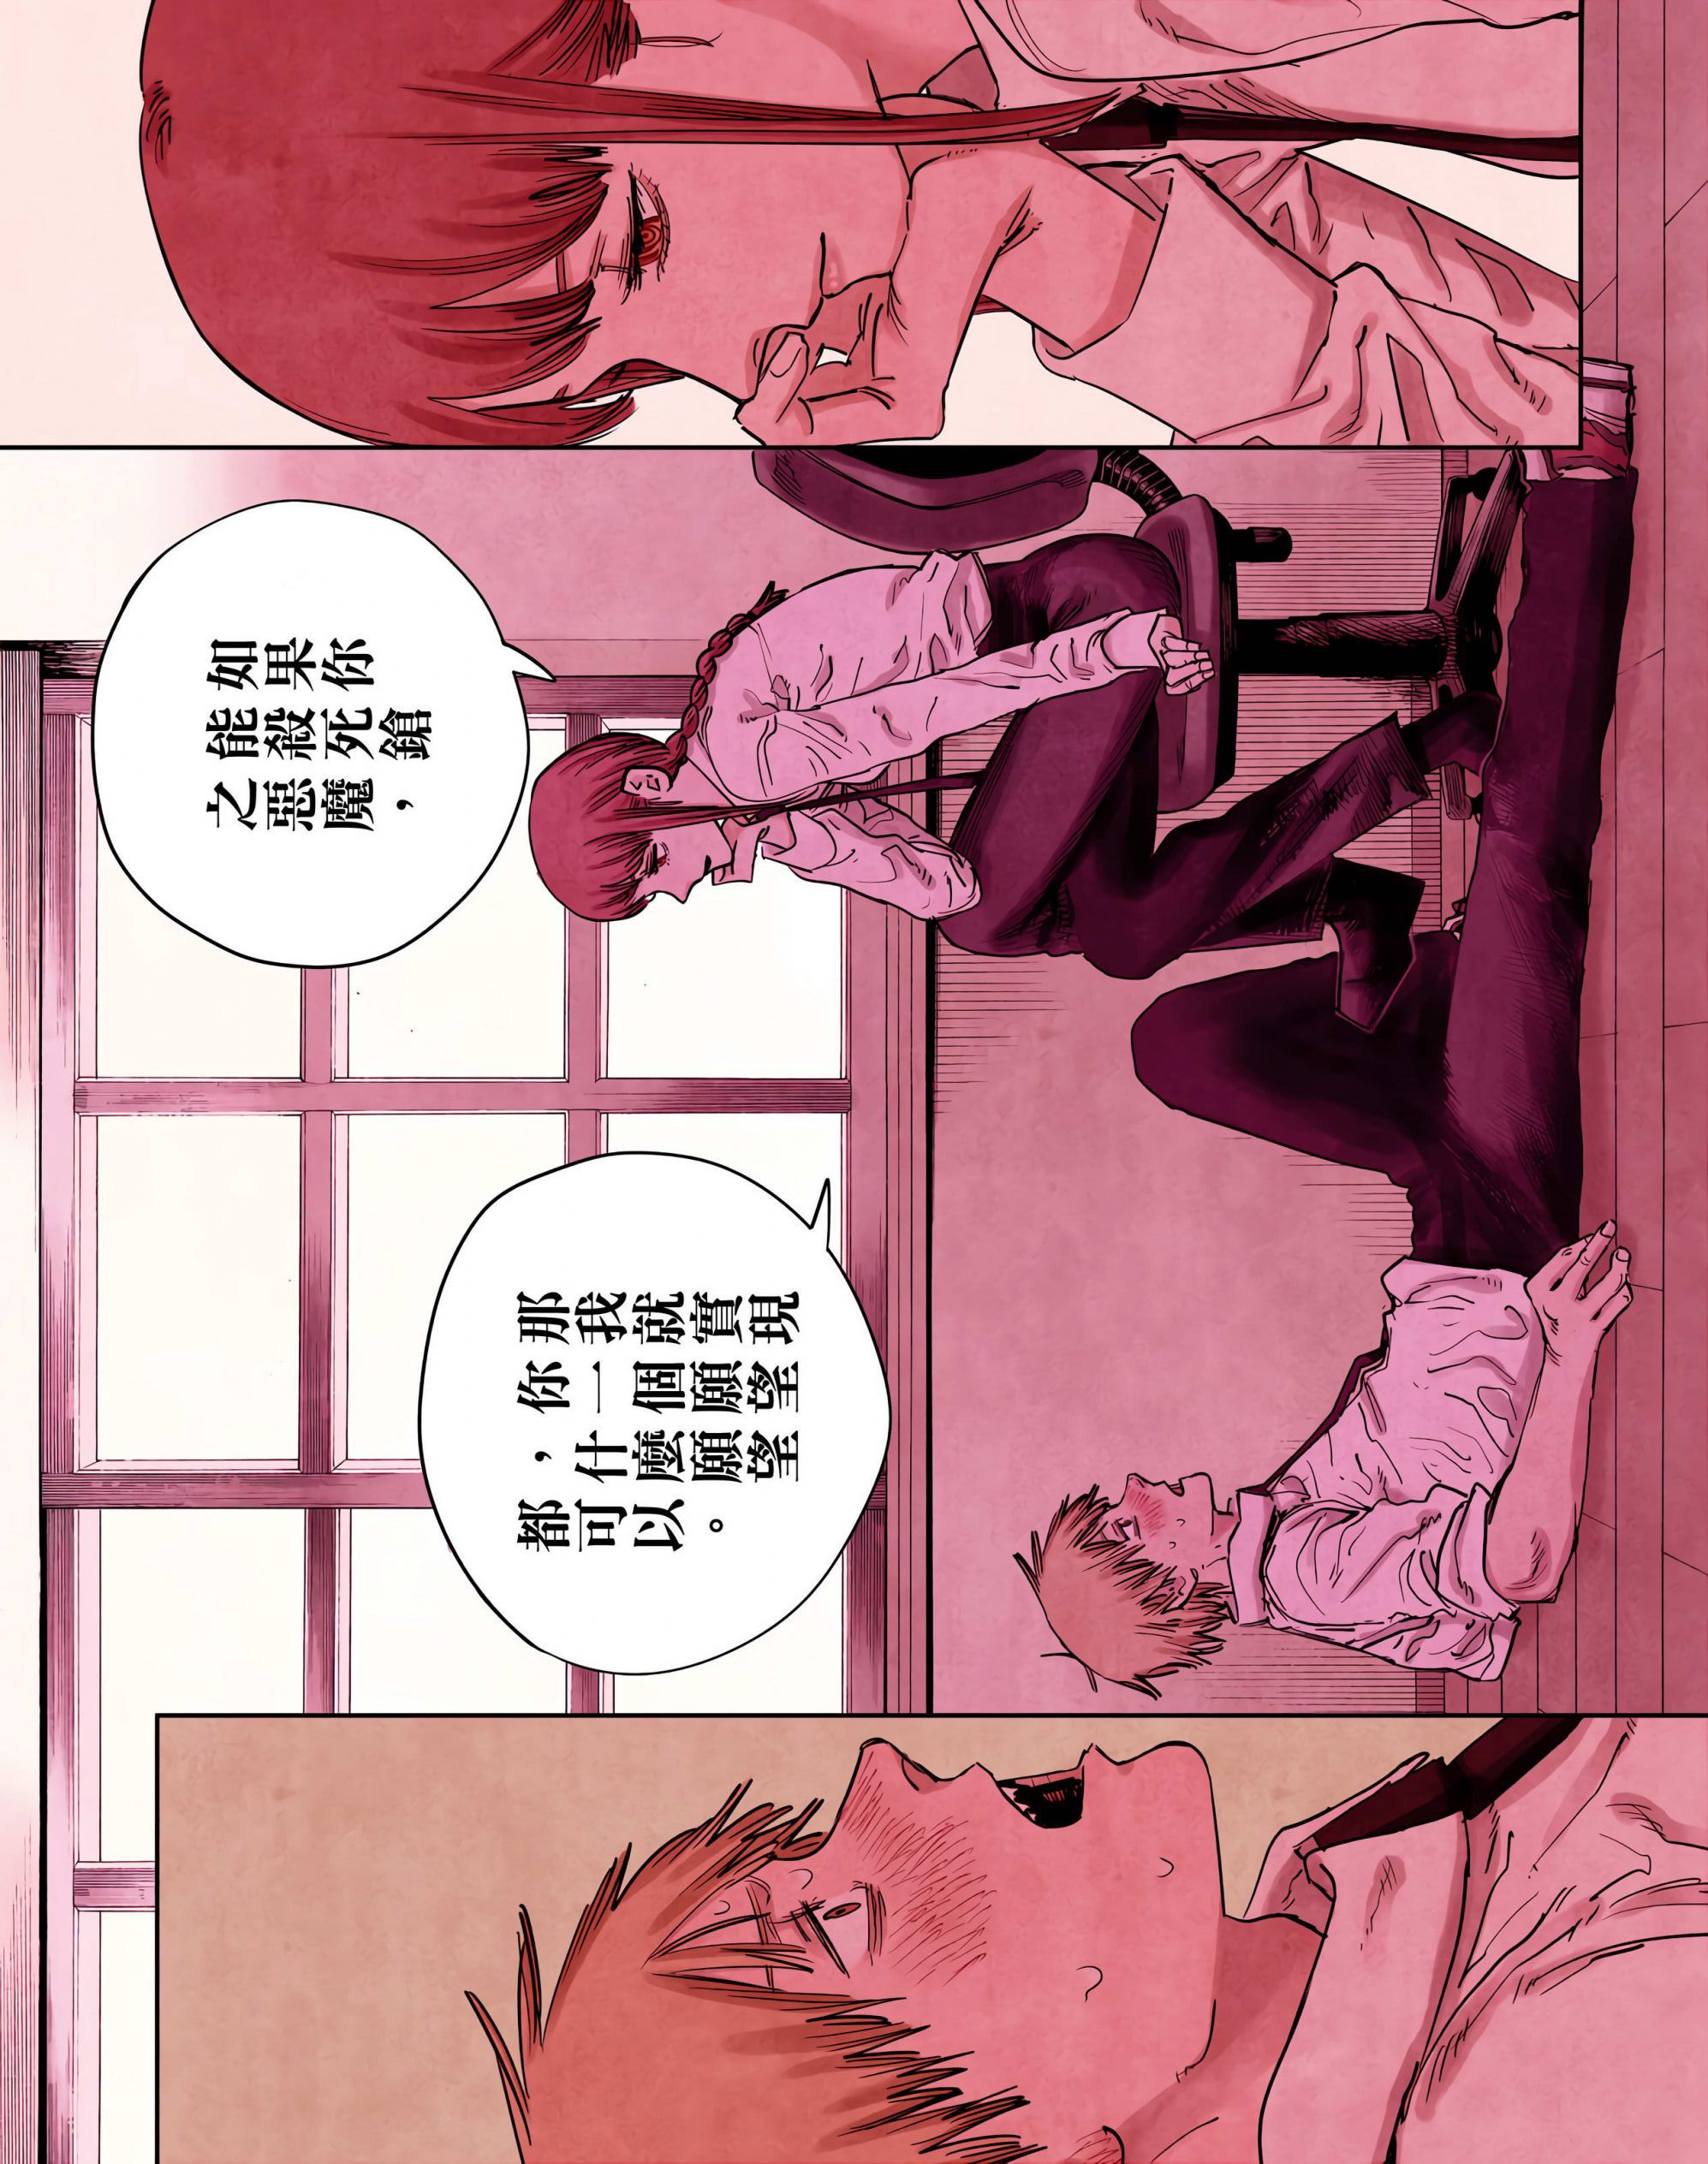 如果你
能殺死鎗
之惡魔，
那我就實現
你一個願望
，什麼願望
都可以。